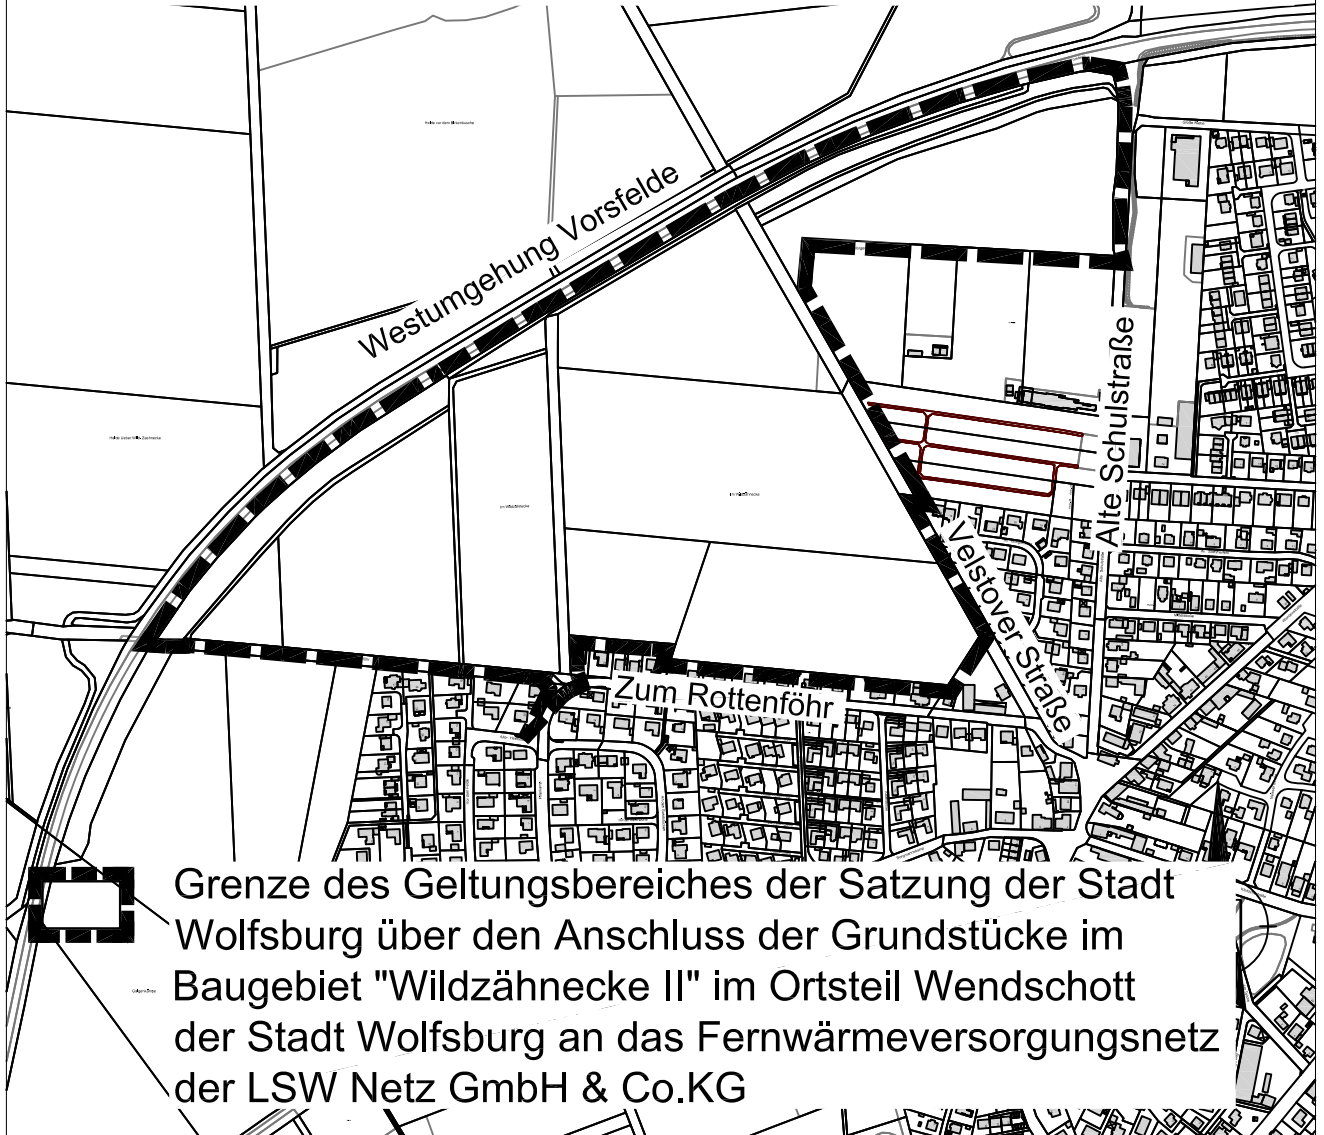 Westumgehung Vorsfelde
Alte Schulstraße
Velstover Straße
Zum Rottenföhr
Grenze des Geltungsbereiches der Satzung der Stadt
Wolfsburg über den Anschluss der Grundstücke im
Baugebiet "Wildzähnecke II" im Ortsteil Wendschott
der Stadt Wolfsburg an das Fernwärmeversorgungsnetz
der LSW Netz GmbH & Co.KG